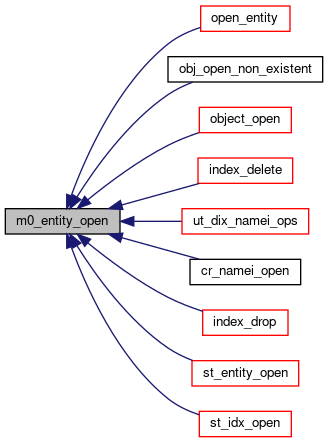 open_entity
obj_open_non_existent
object_open
index_delete
m0_entity_open
ut_dix_namei_ops
cr_namei_open
index_drop
st_entity_open
st_idx_open